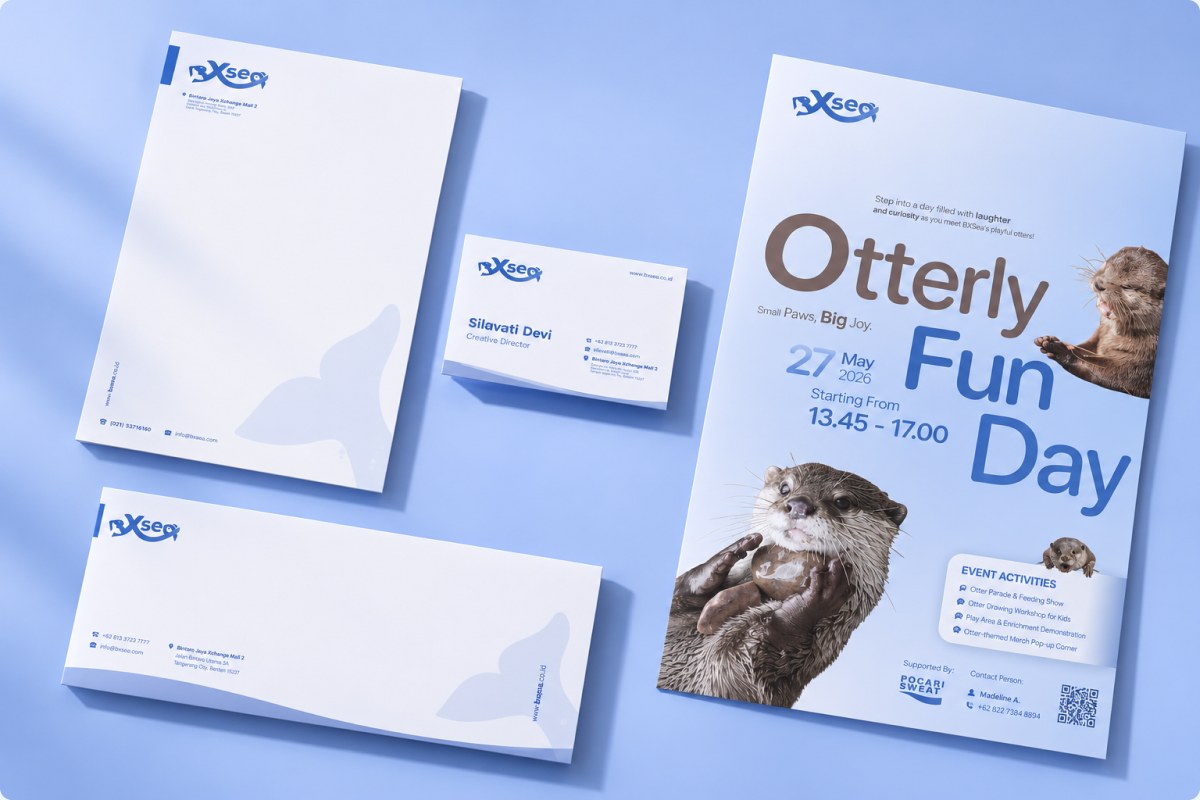 BXsea
Bintaro Jaya Xchange Mall 2
www.bxsea.co.id
(021) 53716160
info@bxsea.com
BXsea
www.bxsea.co.id
Silavati Devi
Creative Director
+62 813 3723 7777
silavati@bxsea.com
Bintaro Jaya Xchange Mall 2
BXsea
+62 813 3723 7777
info@bxsea.com
Bintaro Jaya Xchange Mall 2
Tangerang City, Banten 15227
www.bxsea.co.id
BXsea
Step into a day filled with laughter
and curiosity as you meet BXSea's playful otters!
Otterly
Small Paws, Big Joy.
Fun
27 May
2026
Starting From
13.45 - 17.00
Day
EVENT ACTIVITIES
Otter Parade & Feeding Show
Otter Drawing Workshop for Kids
Play Area & Enrichment Demonstration
Otter-themed Merch Pop-up Corner
Supported By:
POCARI
SWEAT
Contact Person:
Madeline A.
+62 822 7384 8894